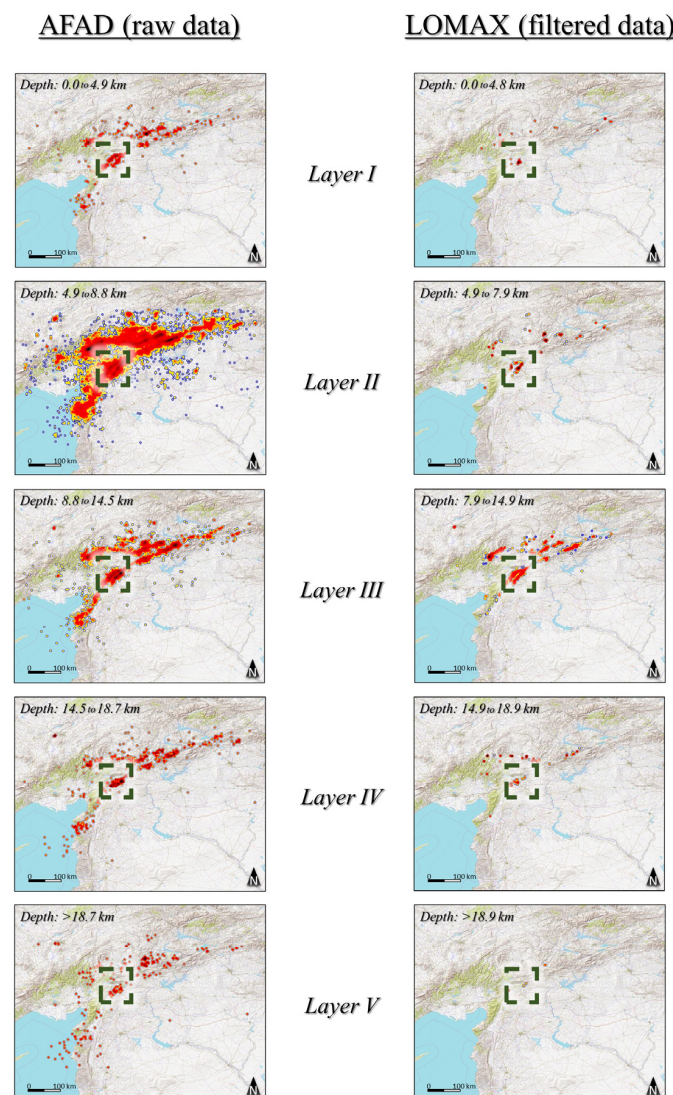 AFAD (raw data) LOMAX (filtered data)
Depth: 0.0 to 4.9 km Depth: 0.0 to 4.8 km
Layer I
0 100 km N 0 100 km N
Depth: 4.9 to 8.8 km Depth: 4.9 to 7.9 km
Layer II
0 100 km N 0 100 km N
Depth: 8.8 to 14.5 km Depth: 7.9 to 14.9 km
Layer III
0 100 km N 0 100 km N
Depth: 14.5 to 18.7 km Depth: 14.9 to 18.9 km
Layer IV
0 100 km N 0 100 km N
Depth: >18.7 km Depth: >18.9 km
Layer V
0 100 km N 0 100 km N